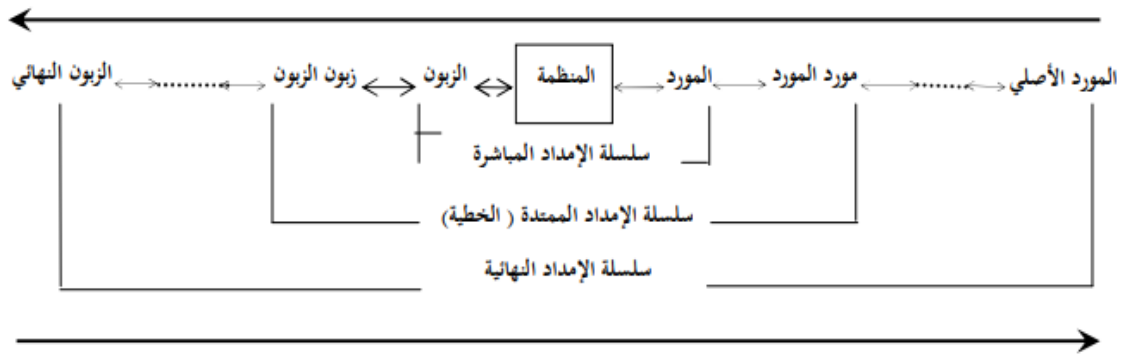 المورد الأصلي ....... مورد المورد المورد المنظمة الزبون زبون الزبون ......... الزبون النهائي
سلسلة الإمداد المباشرة
سلسلة الإمداد الممتدة ( الخطية)
سلسلة الإمداد النهائية